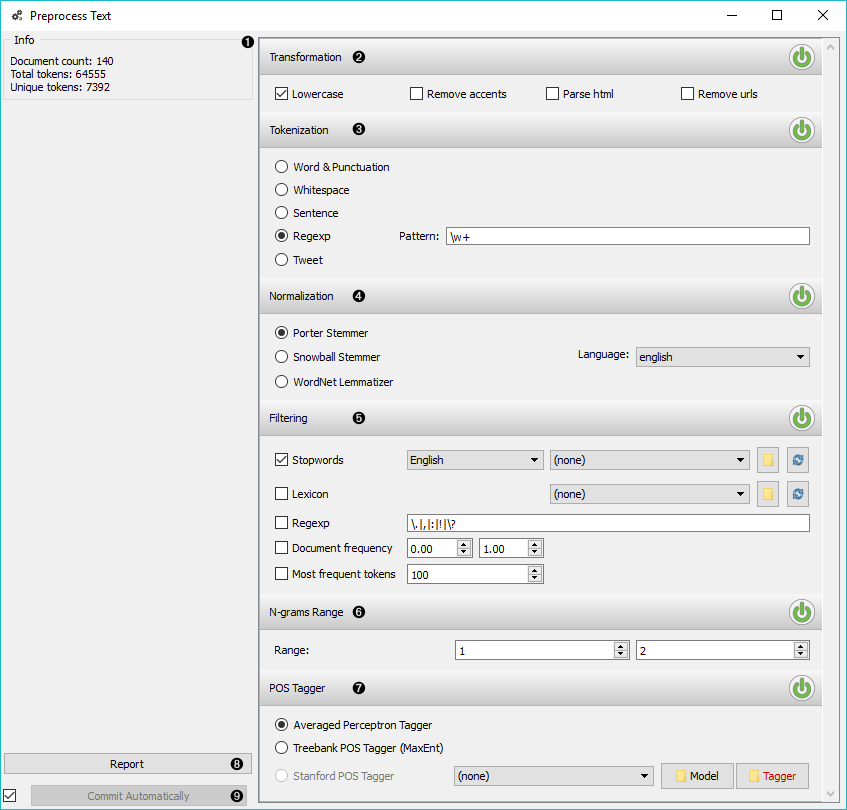 Preprocess Text
Info
1
Document count: 140
Total tokens: 64555
Unique tokens: 7392
Transformation 2
Lowercase Remove accents Parse html Remove urls
Tokenization 3
Word & Punctuation
Whitespace
Sentence
Regexp Pattern: \w+
Tweet
Normalization 4
Porter Stemmer
Snowball Stemmer Language: english
WordNet Lemmatizer
Filtering 5
Stopwords English (none)
Lexicon (none)
Regexp \.|,|:|!|\?
Document frequency 0.00 1.00
Most frequent tokens 100
N-grams Range 6
Range: 1 2
POS Tagger 7
Averaged Perceptron Tagger
Treebank POS Tagger (MaxEnt)
Stanford POS Tagger (none) Model Tagger
Report 8
Commit Automatically 9